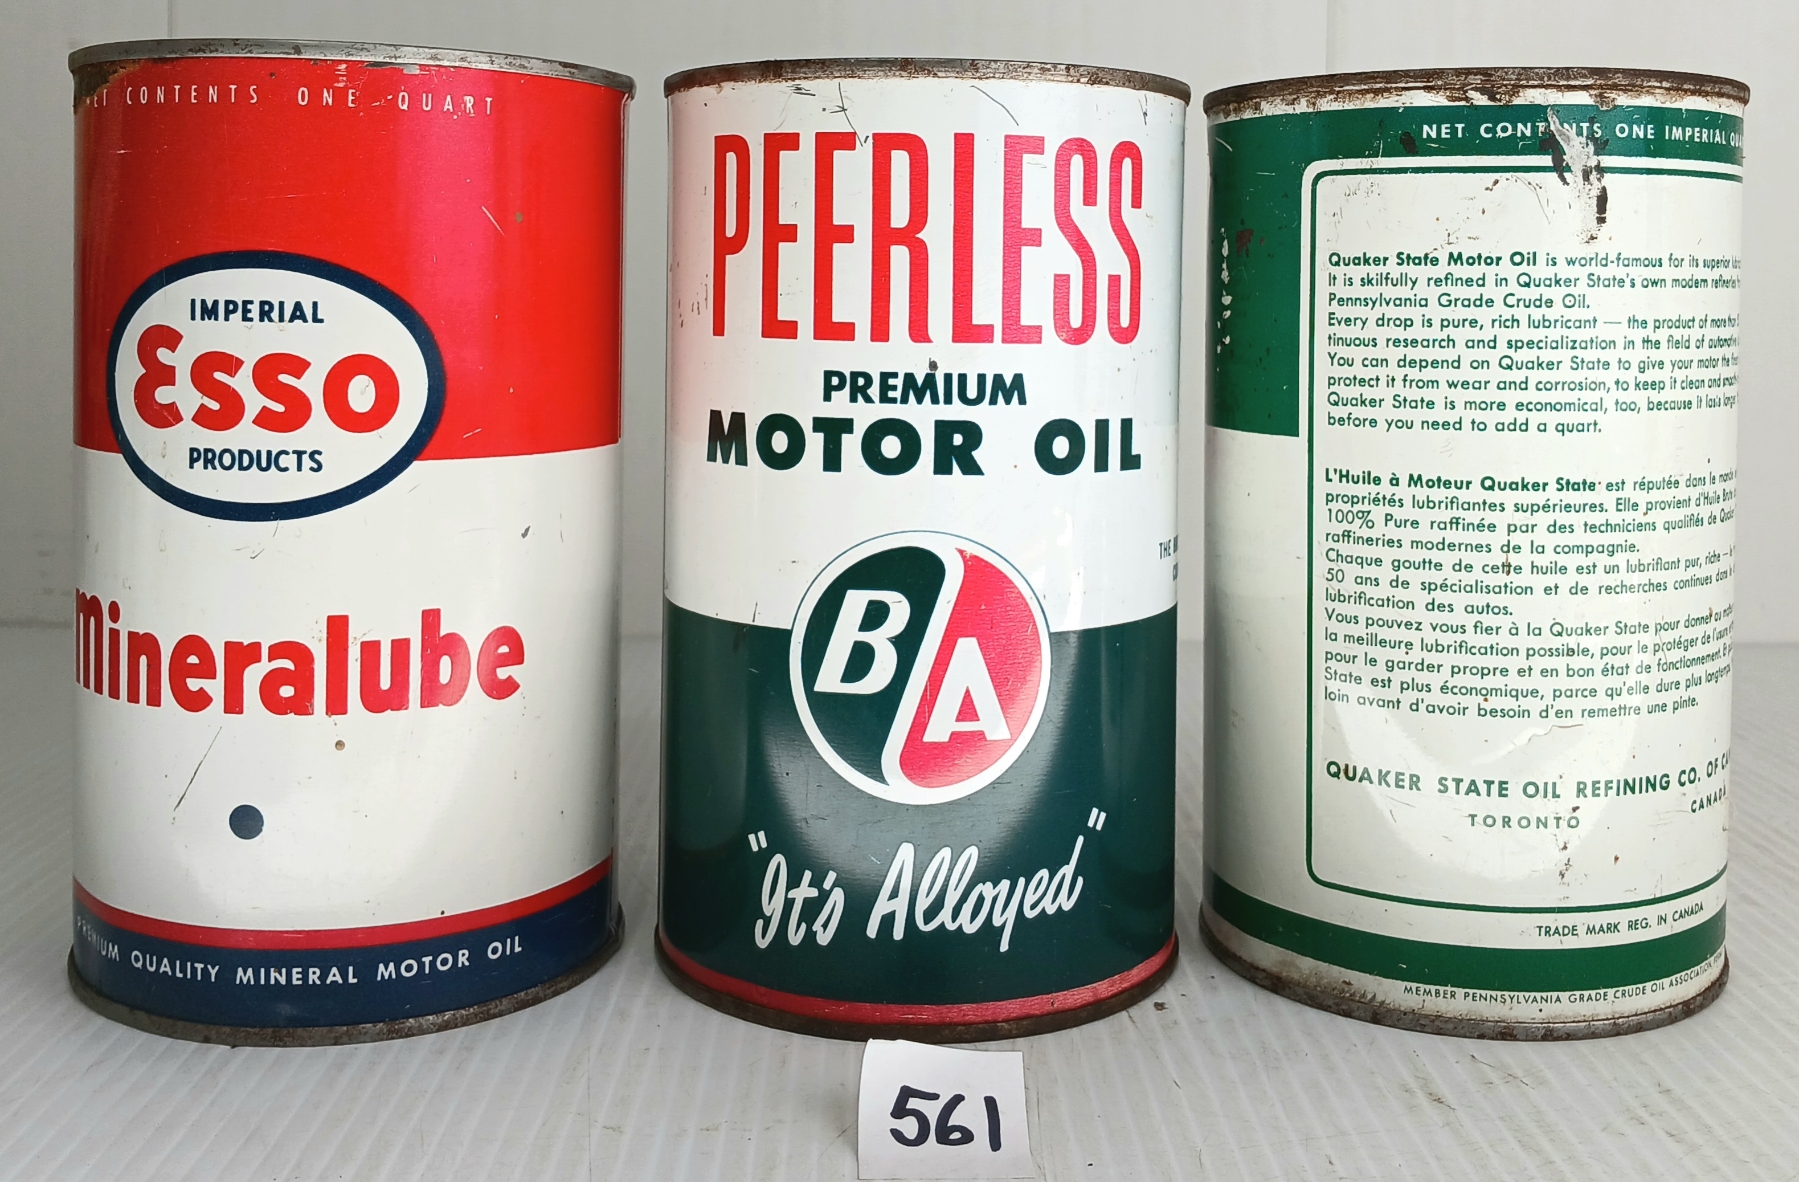 CONTENTS ONE QUART
IMPERIAL
Esso
PRODUCTS
Mineralube
PREMIUM QUALITY MINERAL MOTOR OIL
PEERLESS
PREMIUM
MOTOR OIL
THE
BA
"It's Alloyed"
NET CONTENTS ONE IMPERIAL
Quaker State Motor Oil is world-famous for its superior
It is skilfully refined in Quaker State's own modern refineries
Pennsylvania Grade Crude Oil.
Every drop is pure, rich lubricant — the product of more than
tinuous research and specialization in the field of automotive
You can depend on Quaker State to give your motor the
protect it from wear and corrosion, to keep it clean and
Quaker State is more economical, too, because it lasts longer
before you need to add a quart.
L'Huile à Moteur Quaker State est réputée dans le monde
propriétés lubrifiantes supérieures. Elle provient d'Huile
100% Pure raffinée par des techniciens qualifiés de
raffineries modernes de la compagnie.
Chaque goutte de cette huile est un lubrifiant pur, riche —
50 ans de spécialisation et de recherches continues dans
lubrification des autos.
Vous pouvez vous fier à la Quaker State pour donner au
la meilleure lubrification possible, pour le protéger de l'usure
pour le garder propre et en bon état de fonctionnement.
State est plus économique, parce qu'elle dure plus
loin avant d'avoir besoin d'en remettre une pinte.
QUAKER STATE OIL REFINING CO. OF
TORONTO CANADA
TRADE MARK REG. IN CANADA
MEMBER PENNSYLVANIA GRADE CRUDE OIL ASSOCIATION
561